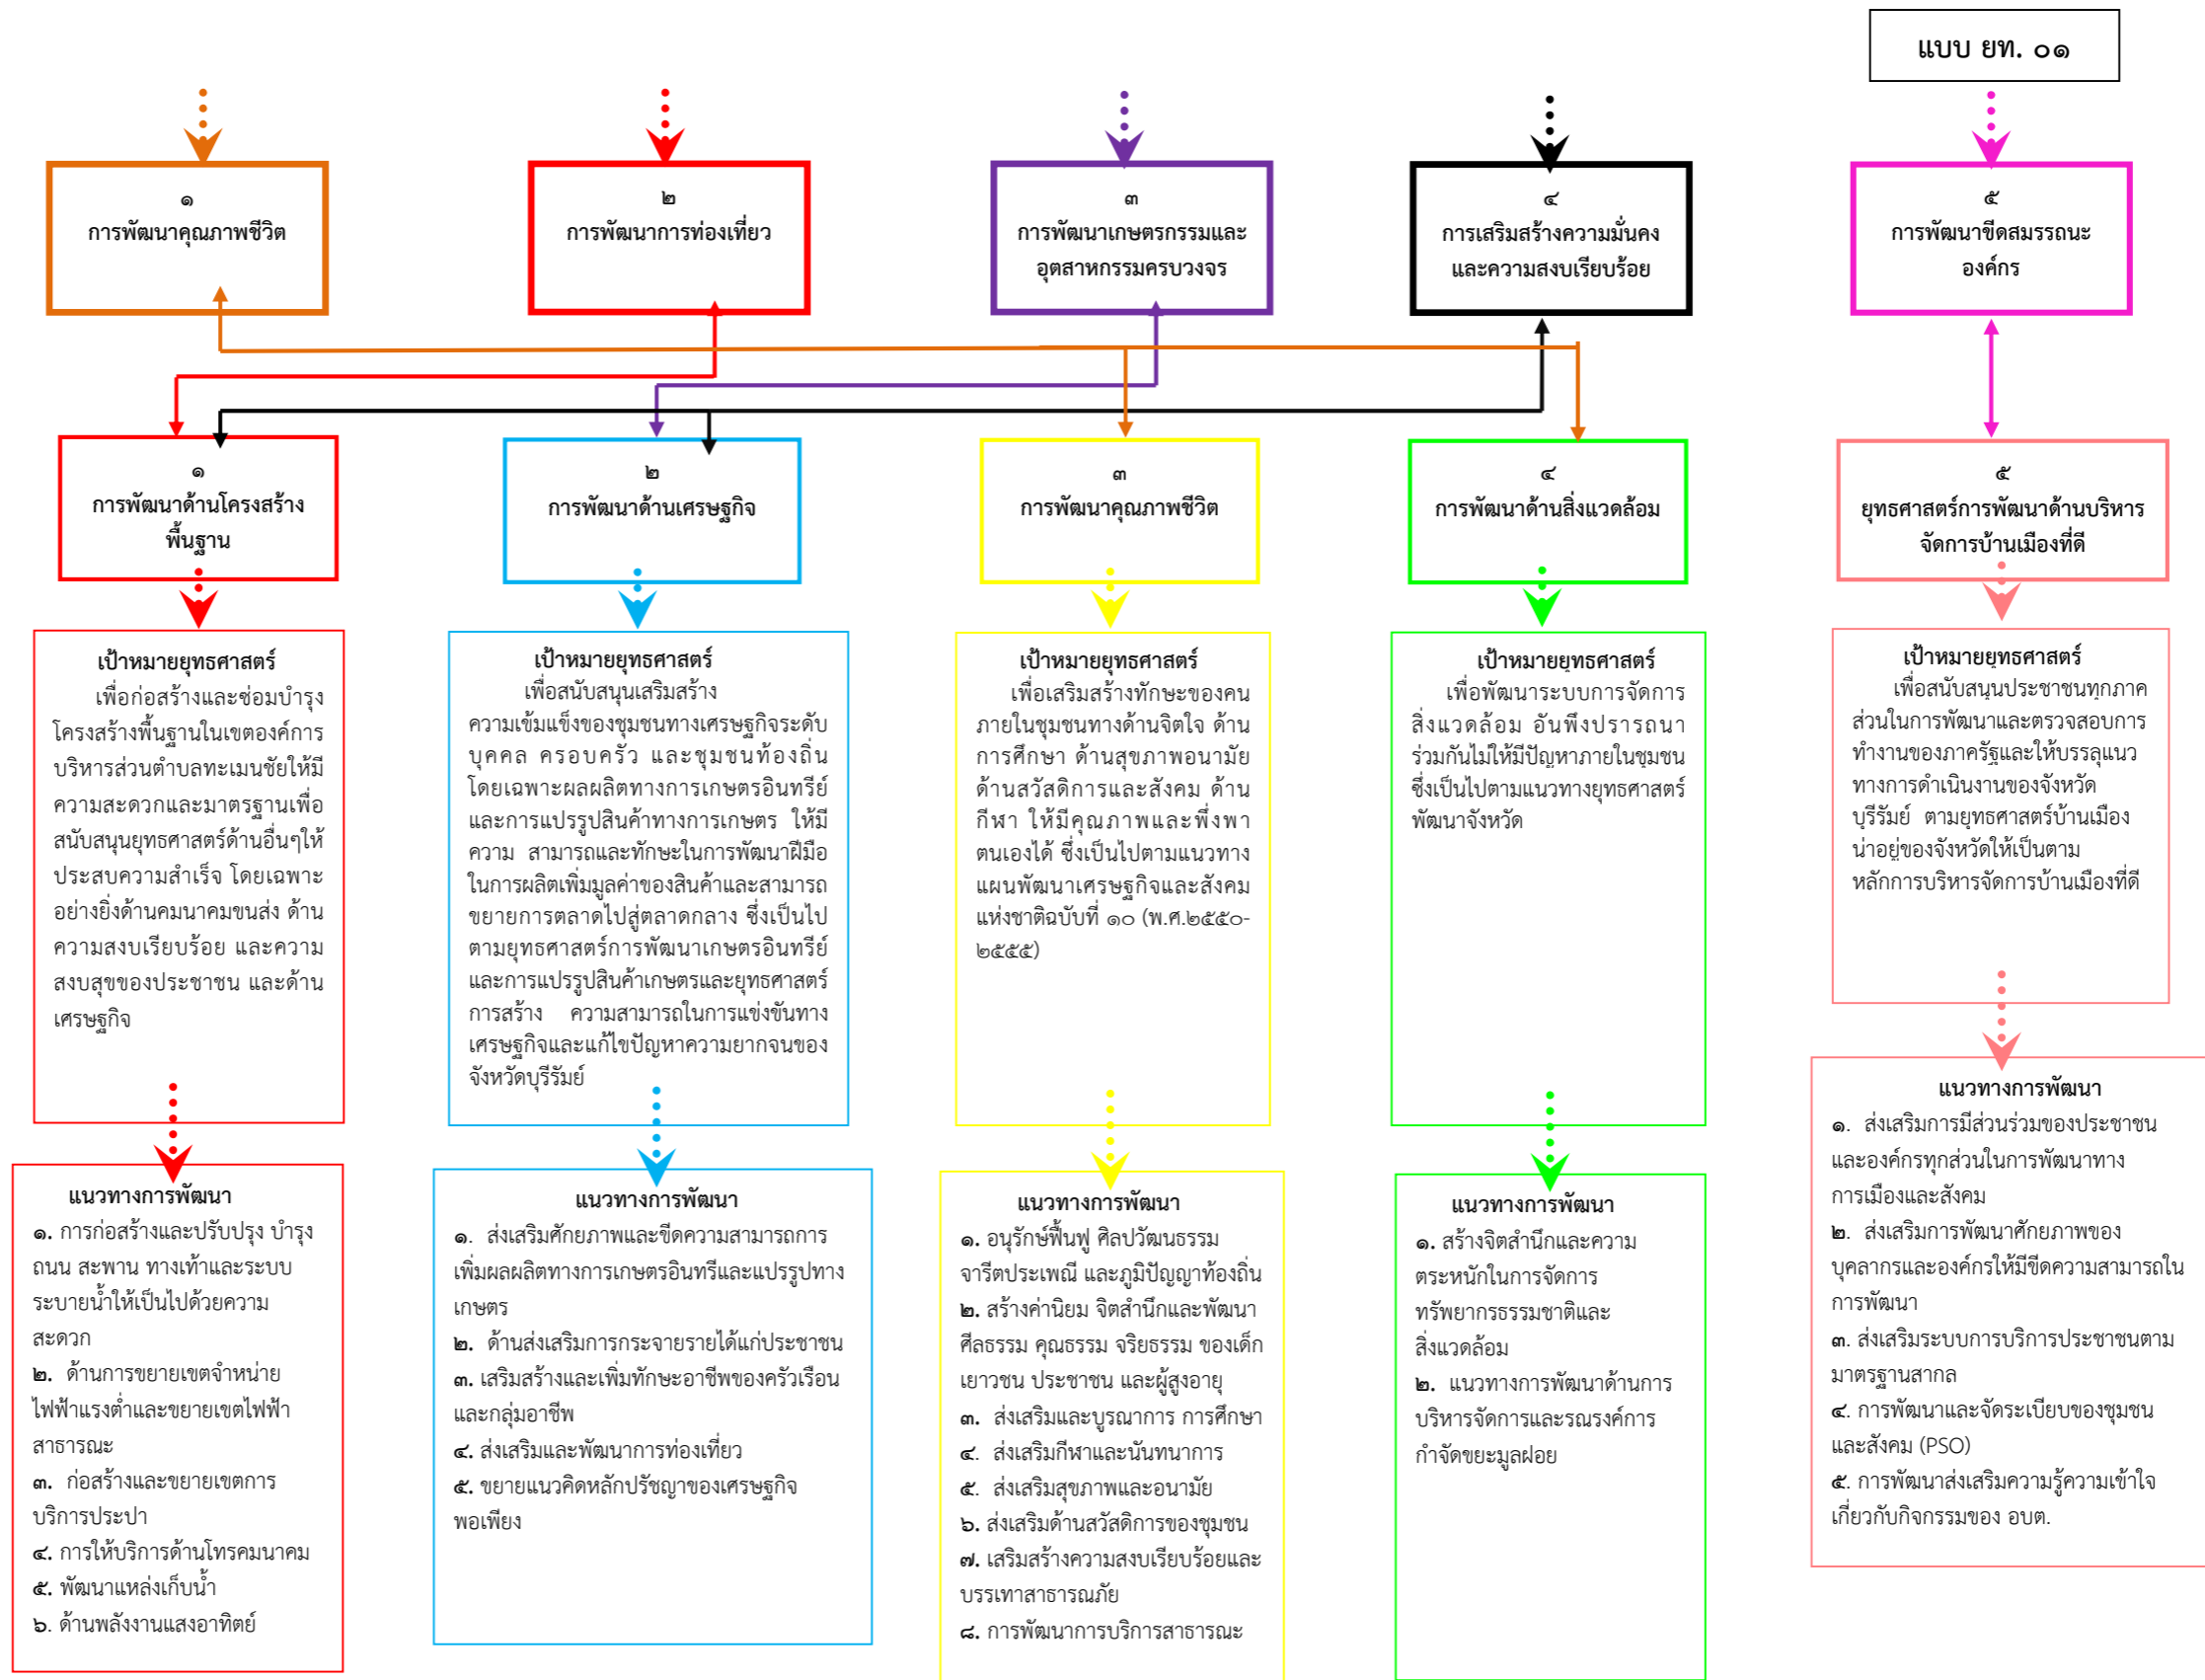 แบบ ยท. ๐๑
๑
การพัฒนาคุณภาพชีวิต
๒
การพัฒนาการท่องเที่ยว
๓
การพัฒนาเกษตรกรรมและ
อุตสาหกรรมครบวงจร
๔
การเสริมสร้างความมั่นคง
และความสงบเรียบร้อย
๕
การพัฒนาขีดสมรรถนะ
องค์กร
๑
การพัฒนาด้านโครงสร้าง
พื้นฐาน
๒
การพัฒนาด้านเศรษฐกิจ
๓
การพัฒนาคุณภาพชีวิต
๔
การพัฒนาด้านสิ่งแวดล้อม
๕
ยุทธศาสตร์การพัฒนาด้านบริหาร
จัดการบ้านเมืองที่ดี
เป้าหมายยุทธศาสตร์
เพื่อก่อสร้างและซ่อมบำรุง
โครงสร้างพื้นฐานในเขตองค์การ
บริหารส่วนตำบลทะเมนชัยให้มี
ความสะดวกและมาตรฐานเพื่อ
สนับสนุนยุทธศาสตร์ด้านอื่นๆให้
ประสบความสำเร็จ โดยเฉพาะ
อย่างยิ่งด้านคมนาคมขนส่ง ด้าน
ความสงบเรียบร้อย และความ
สงบสุขของประชาชน และด้าน
เศรษฐกิจ
เป้าหมายยุทธศาสตร์
เพื่อสนับสนุนเสริมสร้าง
ความเข้มแข็งของชุมชนทางเศรษฐกิจระดับ
บุคคล ครอบครัว และชุมชนท้องถิ่น
โดยเฉพาะผลผลิตทางการเกษตรอินทรีย์
และการแปรรูปสินค้าทางการเกษตร ให้มี
ความ สามารถและทักษะในการพัฒนาฝีมือ
ในการผลิตเพิ่มมูลค่าของสินค้าและสามารถ
ขยายการตลาดไปสู่ตลาดกลาง ซึ่งเป็นไป
ตามยุทธศาสตร์การพัฒนาเกษตรอินทรีย์
และการแปรรูปสินค้าเกษตรและยุทธศาสตร์
การสร้าง ความสามารถในการแข่งขันทาง
เศรษฐกิจและแก้ไขปัญหาความยากจนของ
จังหวัดบุรีรัมย์
เป้าหมายยุทธศาสตร์
เพื่อเสริมสร้างทักษะของคน
ภายในชุมชนทางด้านจิตใจ ด้าน
การศึกษา ด้านสุขภาพอนามัย
ด้านสวัสดิการและสังคม ด้าน
กีฬา ให้มีคุณภาพและพึ่งพา
ตนเองได้ ซึ่งเป็นไปตามแนวทาง
แผนพัฒนาเศรษฐกิจและสังคม
แห่งชาติฉบับที่ ๑๐ (พ.ศ.๒๕๕๐-
๒๕๕๕)
เป้าหมายยุทธศาสตร์
เพื่อพัฒนาระบบการจัดการ
สิ่งแวดล้อม อันพึงปรารถนา
ร่วมกันไม่ให้มีปัญหาภายในชุมชน
ซึ่งเป็นไปตามแนวทางยุทธศาสตร์
พัฒนาจังหวัด
เป้าหมายยุทธศาสตร์
เพื่อสนับสนุนประชาชนทุกภาค
ส่วนในการพัฒนาและตรวจสอบการ
ทำงานของภาครัฐและให้บรรลุแนว
ทางการดำเนินงานของจังหวัด
บุรีรัมย์ ตามยุทธศาสตร์บ้านเมือง
น่าอยู่ของจังหวัดให้เป็นตาม
หลักการบริหารจัดการบ้านเมืองที่ดี
แนวทางการพัฒนา
๑. การก่อสร้างและปรับปรุง บำรุง
ถนน สะพาน ทางเท้าและระบบ
ระบายน้ำให้เป็นไปด้วยความ
สะดวก
๒. ด้านการขยายเขตจำหน่าย
ไฟฟ้าแรงต่ำและขยายเขตไฟฟ้า
สาธารณะ
๓. ก่อสร้างและขยายเขตการ
บริการประปา
๔. การให้บริการด้านโทรคมนาคม
๕. พัฒนาแหล่งเก็บน้ำ
๖. ด้านพลังงานแสงอาทิตย์
แนวทางการพัฒนา
๑. ส่งเสริมศักยภาพและขีดความสามารถการ
เพิ่มผลผลิตทางการเกษตรอินทรีและแปรรูปทาง
เกษตร
๒. ด้านส่งเสริมการกระจายรายได้แก่ประชาชน
๓. เสริมสร้างและเพิ่มทักษะอาชีพของครัวเรือน
และกลุ่มอาชีพ
๔. ส่งเสริมและพัฒนาการท่องเที่ยว
๕. ขยายแนวคิดหลักปรัชญาของเศรษฐกิจ
พอเพียง
แนวทางการพัฒนา
๑. อนุรักษ์ฟื้นฟู ศิลปวัฒนธรรม
จารีตประเพณี และภูมิปัญญาท้องถิ่น
๒. สร้างค่านิยม จิตสำนึกและพัฒนา
ศีลธรรม คุณธรรม จริยธรรม ของเด็ก
เยาวชน ประชาชน และผู้สูงอายุ
๓. ส่งเสริมและบูรณาการ การศึกษา
๔. ส่งเสริมกีฬาและนันทนาการ
๕. ส่งเสริมสุขภาพและอนามัย
๖. ส่งเสริมด้านสวัสดิการของชุมชน
๗. เสริมสร้างความสงบเรียบร้อยและ
บรรเทาสาธารณภัย
๘. การพัฒนาการบริการสาธารณะ
แนวทางการพัฒนา
๑. สร้างจิตสำนึกและความ
ตระหนักในการจัดการ
ทรัพยากรธรรมชาติและ
สิ่งแวดล้อม
๒. แนวทางการพัฒนาด้านการ
บริหารจัดการและรณรงค์การ
กำจัดขยะมูลฝอย
แนวทางการพัฒนา
๑. ส่งเสริมการมีส่วนร่วมของประชาชน
และองค์กรทุกส่วนในการพัฒนาทาง
การเมืองและสังคม
๒. ส่งเสริมการพัฒนาศักยภาพของ
บุคลากรและองค์กรให้มีขีดความสามารถใน
การพัฒนา
๓. ส่งเสริมระบบการบริการประชาชนตาม
มาตรฐานสากล
๔. การพัฒนาและจัดระเบียบของชุมชน
และสังคม (PSO)
๕. การพัฒนาส่งเสริมความรู้ความเข้าใจ
เกี่ยวกับกิจกรรมของ อบต.